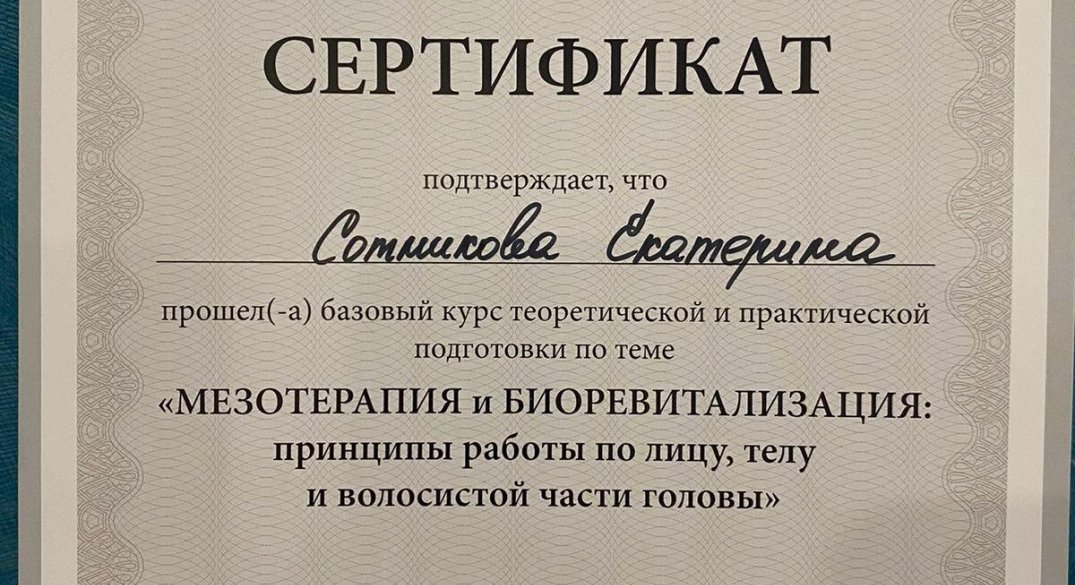 СЕРТИФИКАТ
подтверждает, что
Сотникова Екатерина
прошел(-а) базовый курс теоретической и практической
подготовки по теме
«МЕЗОТЕРАПИЯ и БИОРЕВИТАЛИЗАЦИЯ:
принципы работы по лицу, телу
и волосистой части головы»